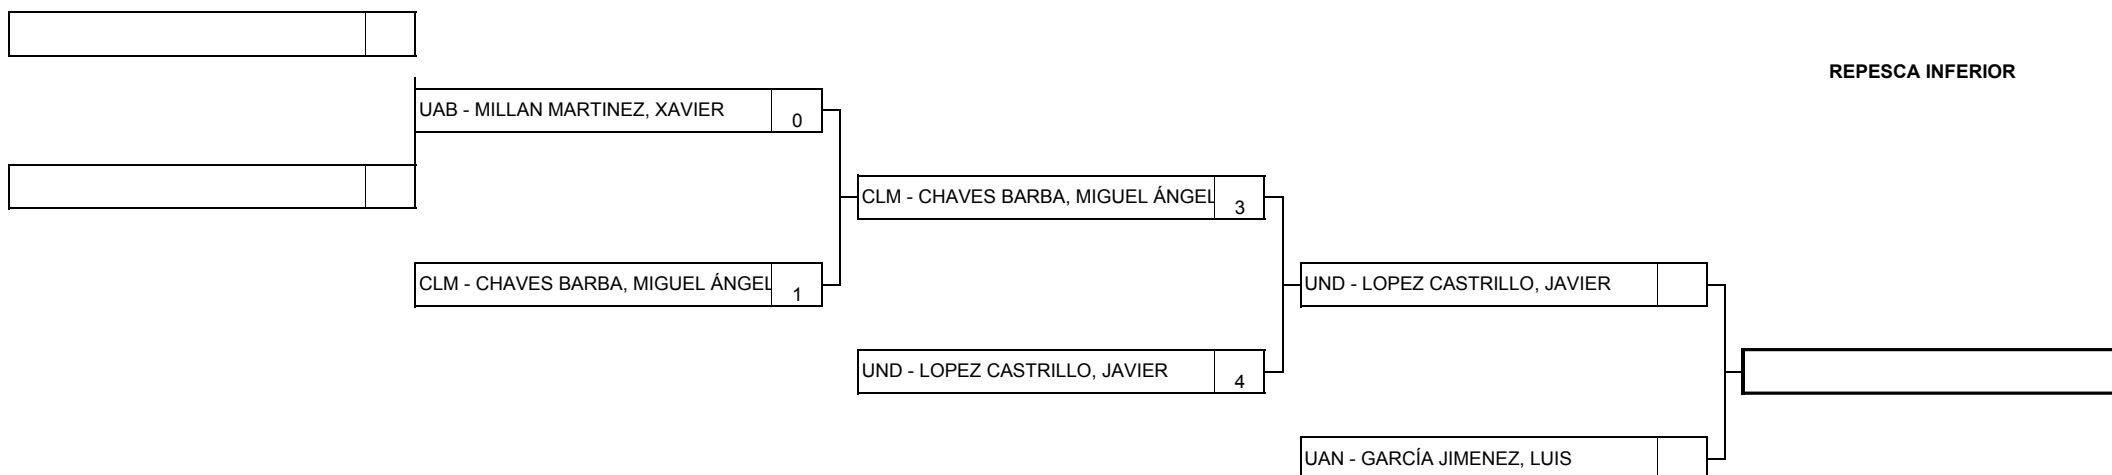 REPESCA INFERIOR
UAB - MILLAN MARTINEZ, XAVIER 0
CLM - CHAVES BARBA, MIGUEL ÁNGEL 3
CLM - CHAVES BARBA, MIGUEL ÁNGEL 1
UND - LOPEZ CASTRILLO, JAVIER
UND - LOPEZ CASTRILLO, JAVIER 4
UAN - GARCÍA JIMENEZ, LUIS